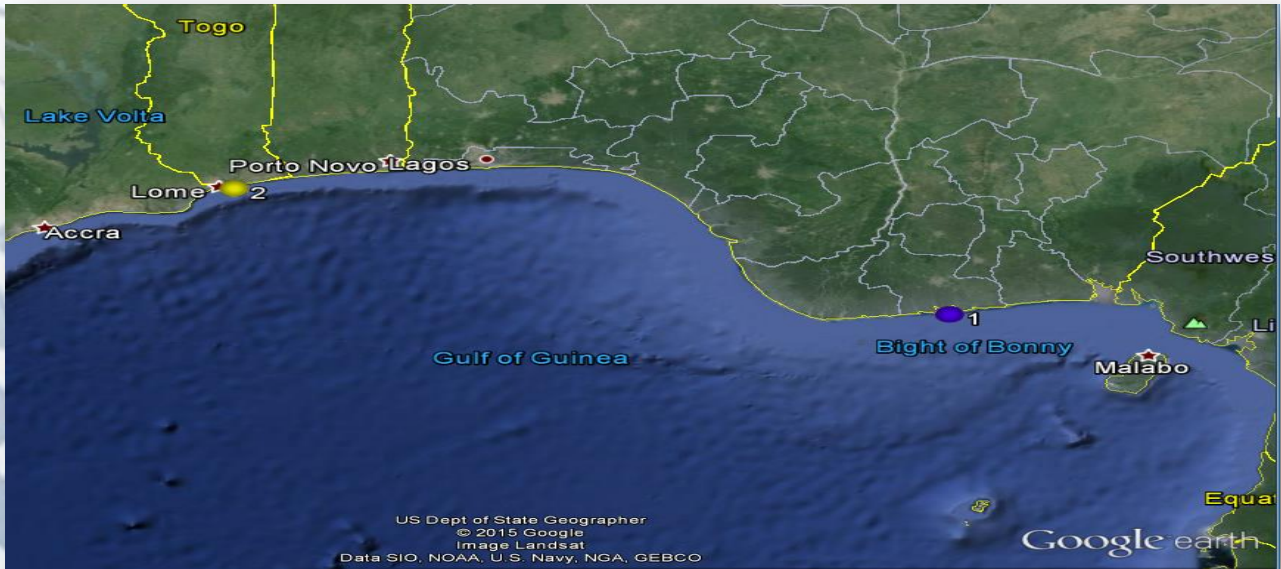 Togo
Lake Volta
Porto Novo Lagos
Lome 2
Accra
Southwes
1
Li
Gulf of Guinea
Bight of Bonny
Malabo
Equa
US Dept of State Geographer
© 2015 Google
Image Landsat
Data SIO, NOAA, U.S. Navy, NGA, GEBCO
Google earth